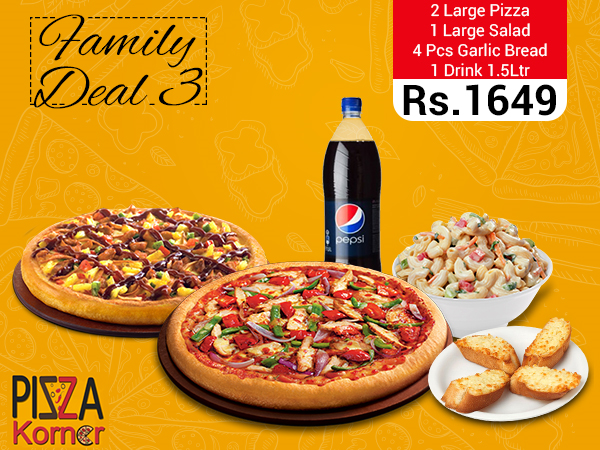 Family
Deal 3
2 Large Pizza
1 Large Salad
4 Pcs Garlic Bread
1 Drink 1.5Ltr
Rs.1649
pepsi
PIZZA
Korner